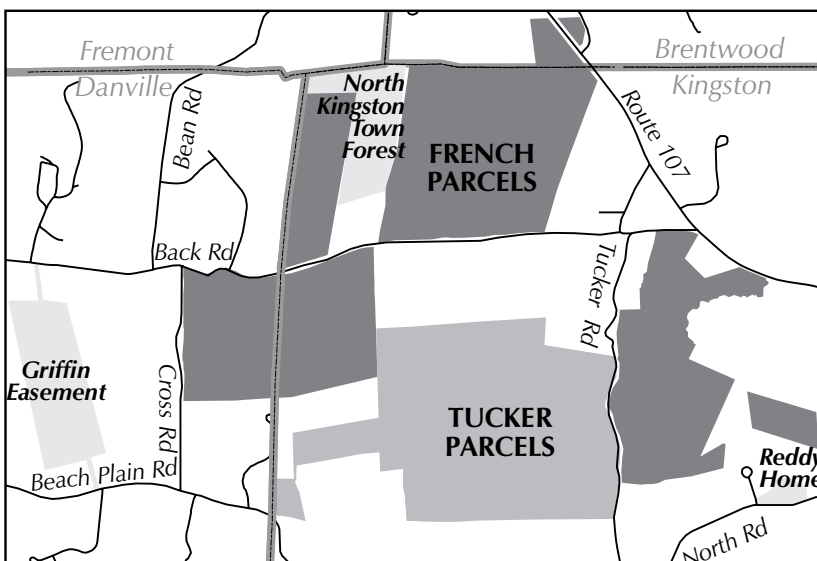 Fremont
Danville
Brentwood
Kingston
North
Kingston
Town
Forest
FRENCH
PARCELS
Bean Rd
Route 107
Back Rd
Tucker Rd
Griffin
Easement
Cross Rd
TUCKER
PARCELS
Beach Plain Rd
Reddy
Home
North Rd